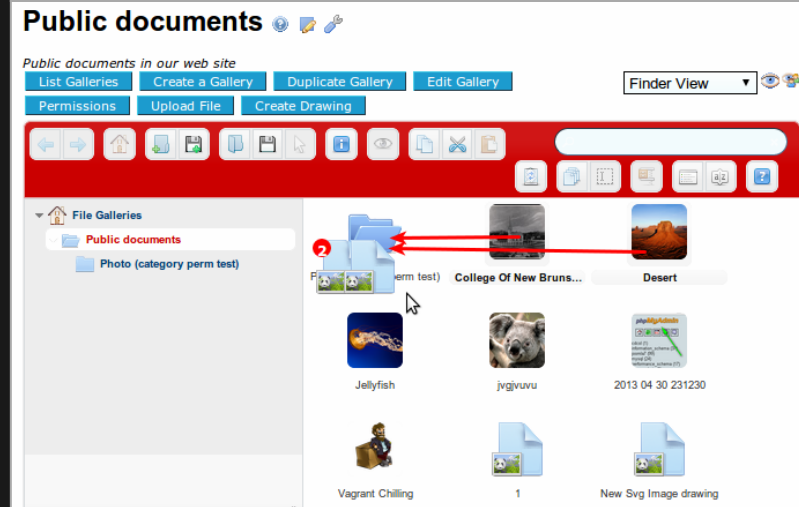 Public documents
Public documents in our web site
List Galleries
Create a Gallery
Duplicate Gallery
Edit Gallery
Finder View
Permissions
Upload File
Create Drawing
File Galleries
Public documents
Photo (category perm test)
2
erm test)
College Of New Bruns...
Desert
Jellyfish
jvgjvuvu
2013 04 30 231230
Vagrant Chilling
1
New Svg Image drawing